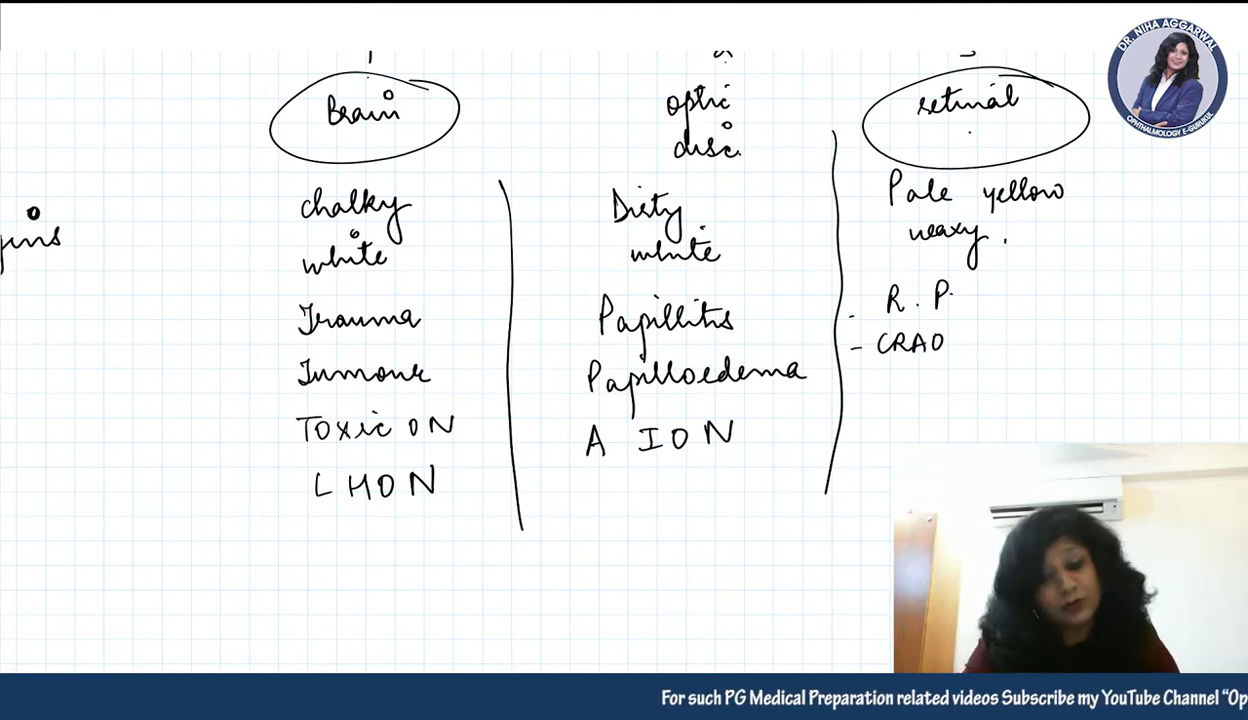 DR. NIHA AGGARWAL
OPHTHALMOLOGY E-GURUKUL
Brain
optic
disc.
retinal
chalky
white
Dirty
white
Pale yellow
waxy.
Trauma
Papillitis
- R.P.
- CRAO
Tumour
Papilloedema
Toxic ON
A ION
LHON
For such PG Medical Preparation related videos Subscribe my YouTube Channel “Op